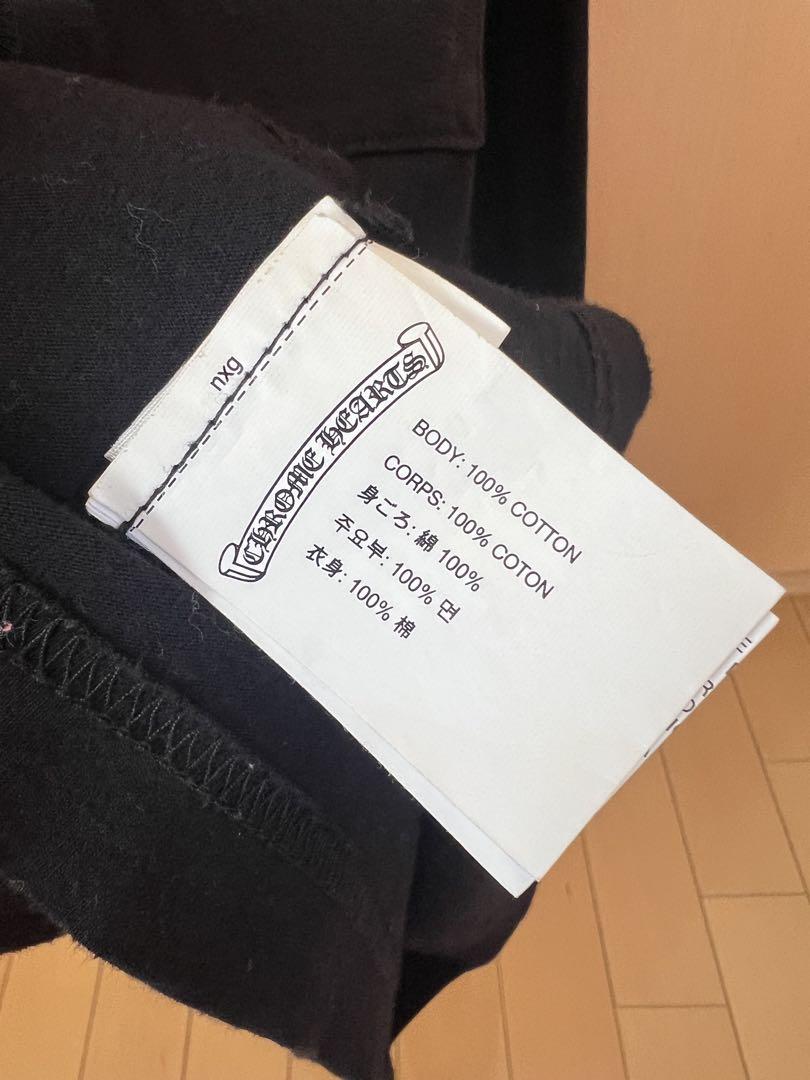 nxg
CHROME HEARTS
BODY: 100% COTTON
CORPS: 100% COTON
身ごろ: 綿 100%
주요부: 100% 면
衣身: 100% 棉